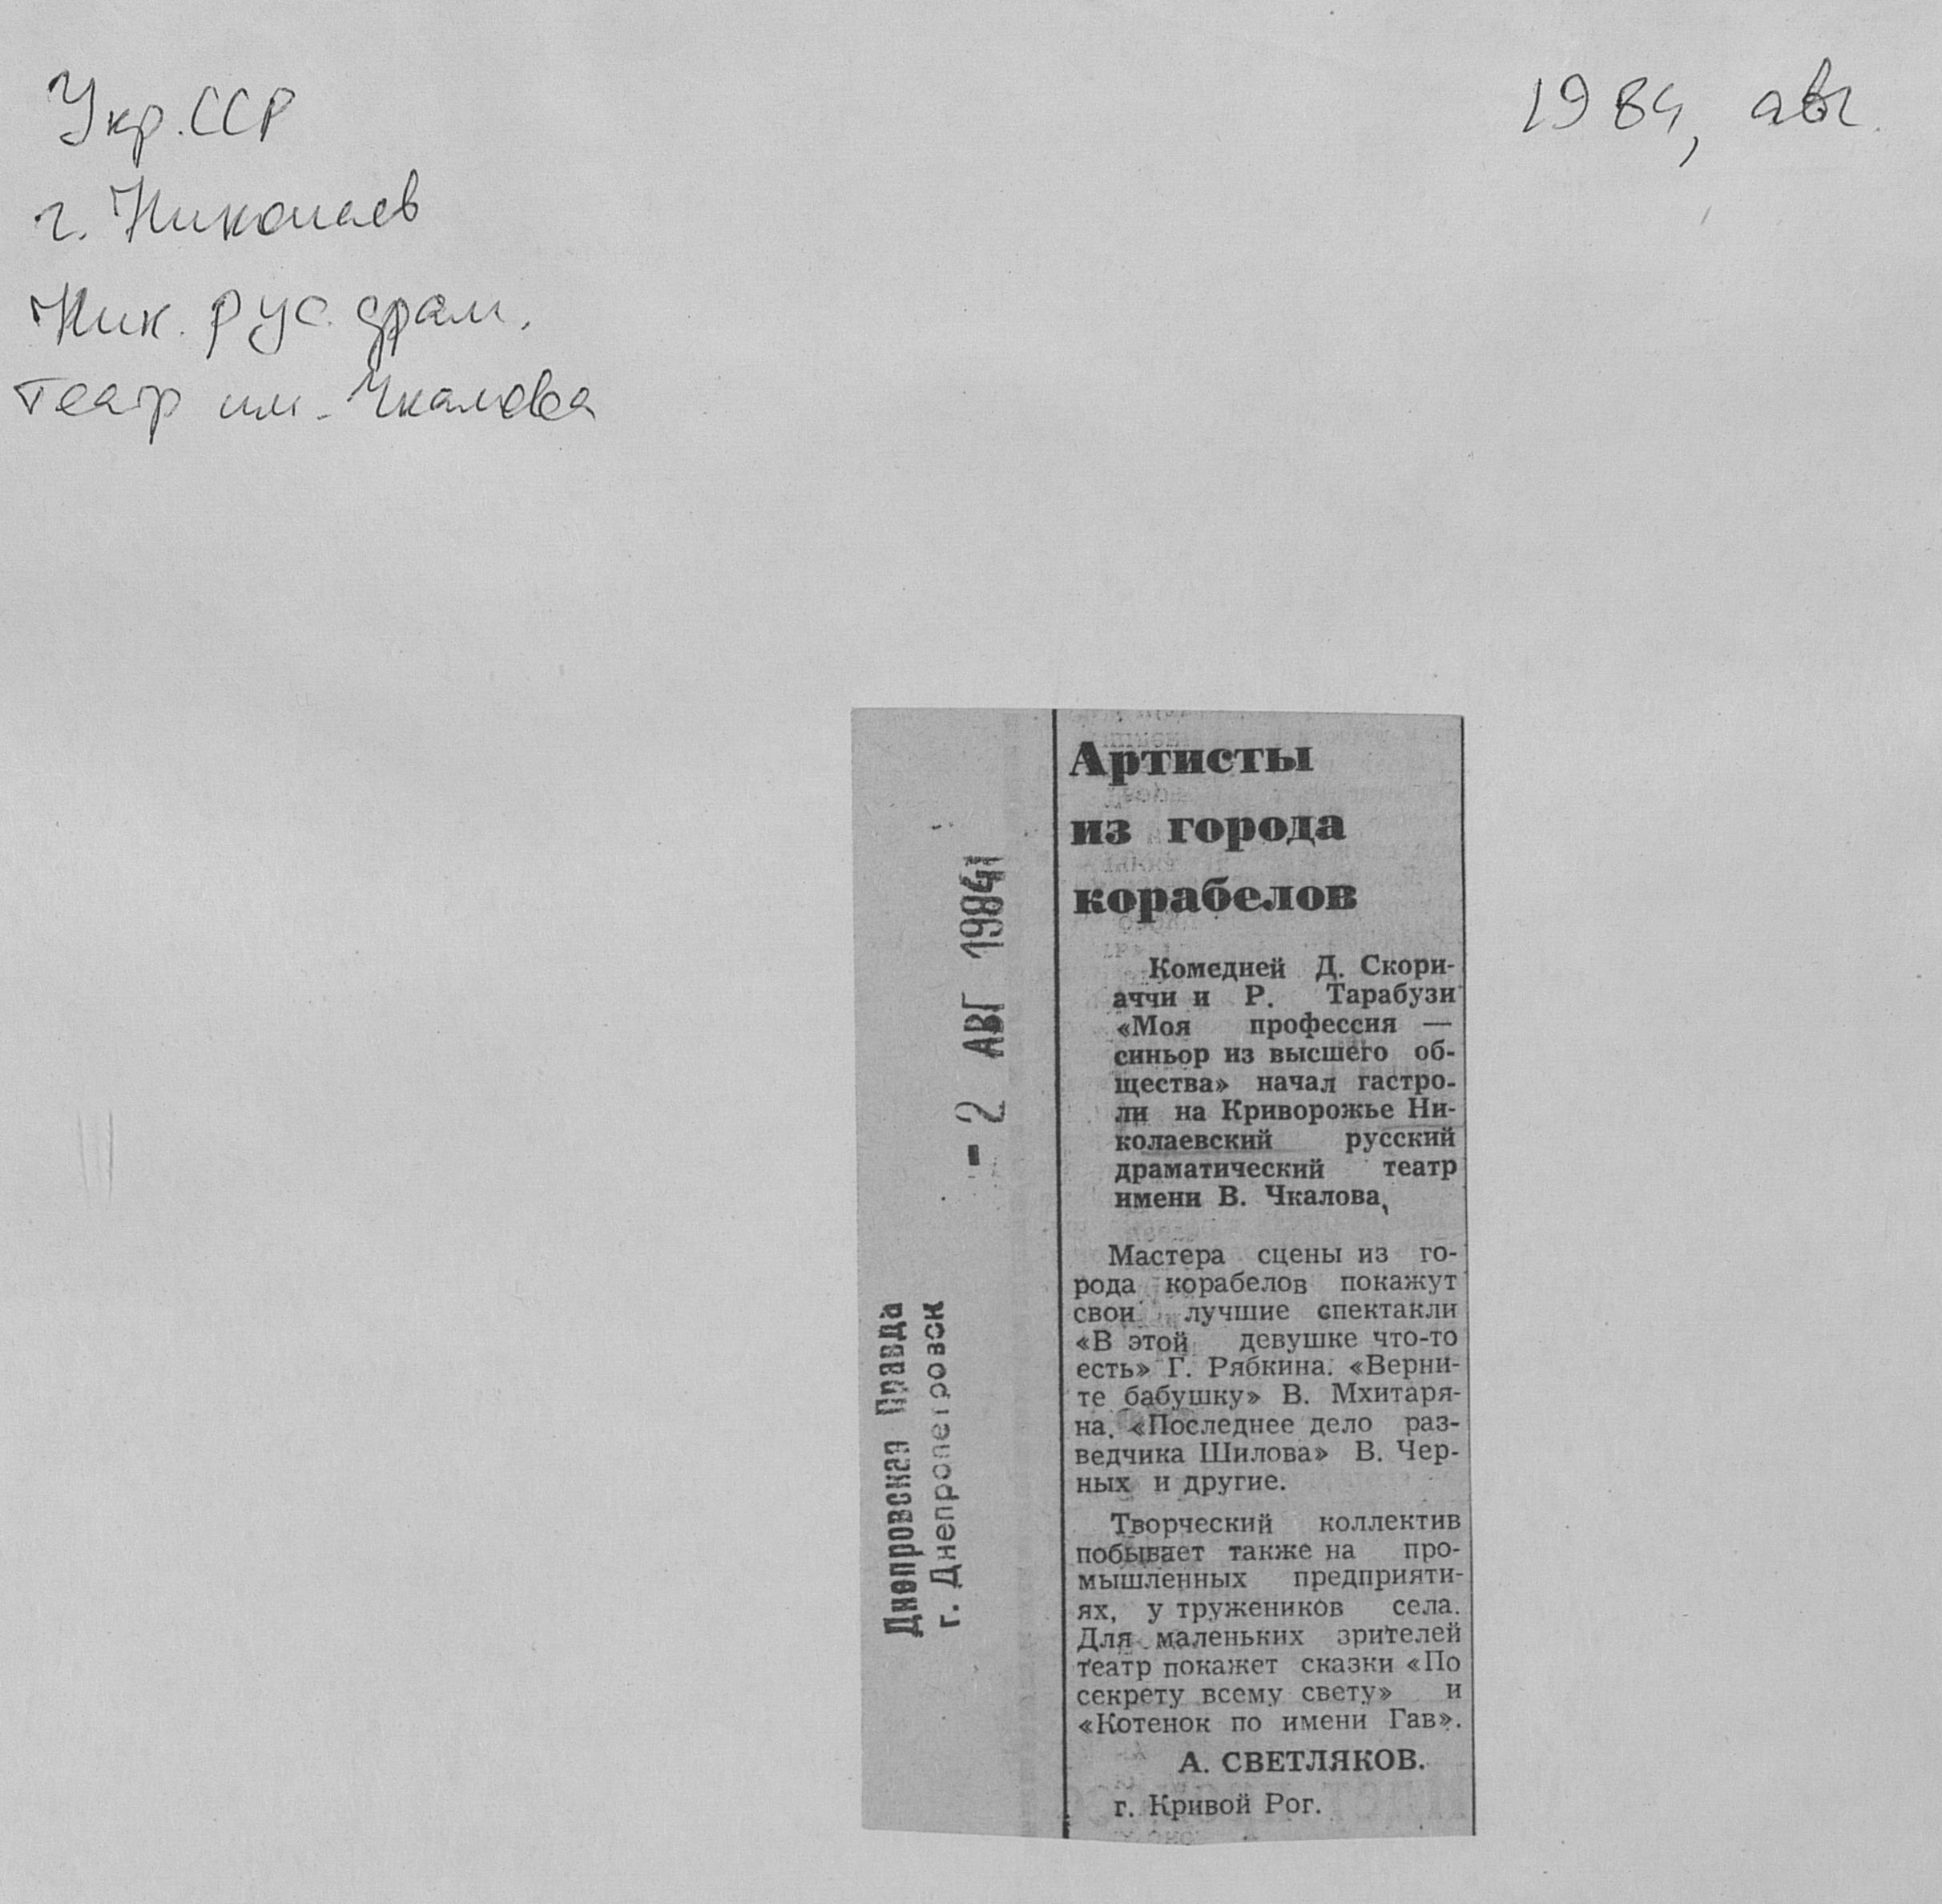 Укр. ССР
г. Николаев
Ник. рус. драм.
театр им. Чкалова
1984, авг.
Днепровская Правда
г. Днепропетровск
- 2 АВГ 1984
Артисты
из города
корабелов
Комедией Д. Скори-
аччи и Р. Тарабузи
«Моя профессия —
синьор из высшего об-
щества» начал гастро-
ли на Криворожье Ни-
колаевский русский
драматический театр
имени В. Чкалова.
Мастера сцены из го-
рода корабелов покажут
свои лучшие спектакли
«В этой девушке что-то
есть» Г. Рябкина. «Верни-
те бабушку» В. Мхитаря-
на, «Последнее дело раз-
ведчика Шилова» В. Чер-
ных и другие.
Творческий коллектив
побывает также на про-
мышленных предприяти-
ях, у тружеников села.
Для маленьких зрителей
театр покажет сказки «По
секрету всему свету» и
«Котенок по имени Гав».
А. СВЕТЛЯКОВ.
г. Кривой Рог.